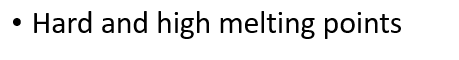 • Hard and high melting points